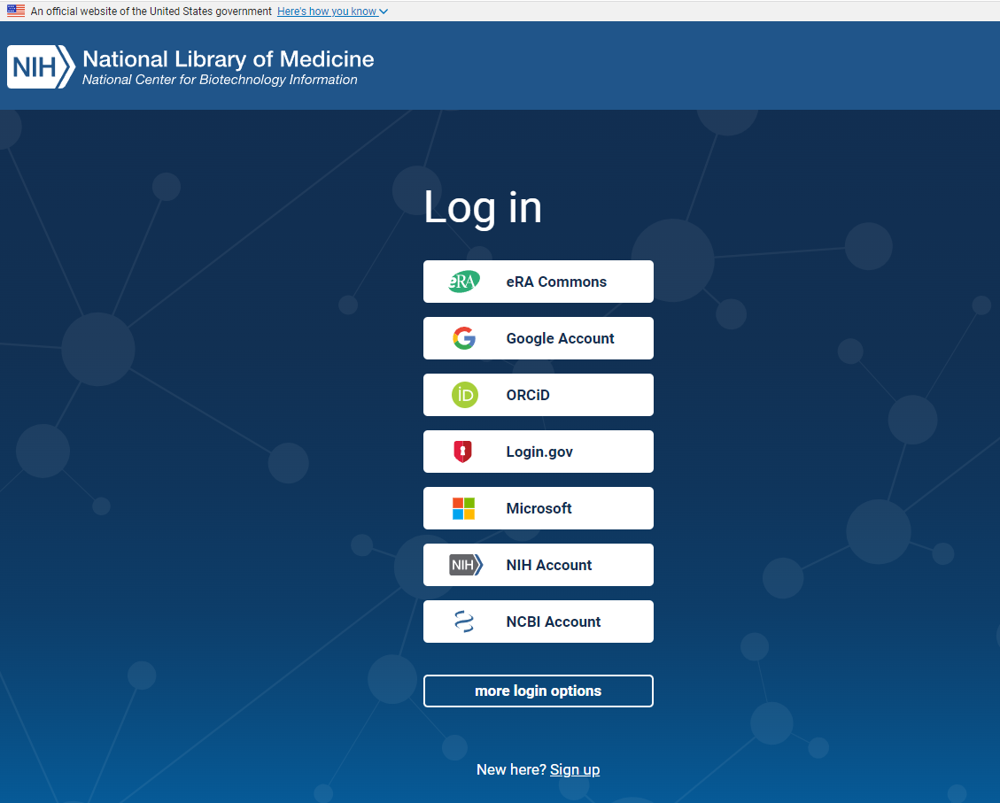 An official website of the United States government Here's how you know
NIH National Library of Medicine
National Center for Biotechnology Information
Log in
eRA eRA Commons
Google Account
iD ORCiD
Login.gov
Microsoft
NIH NIH Account
NCBI Account
more login options
New here? Sign up